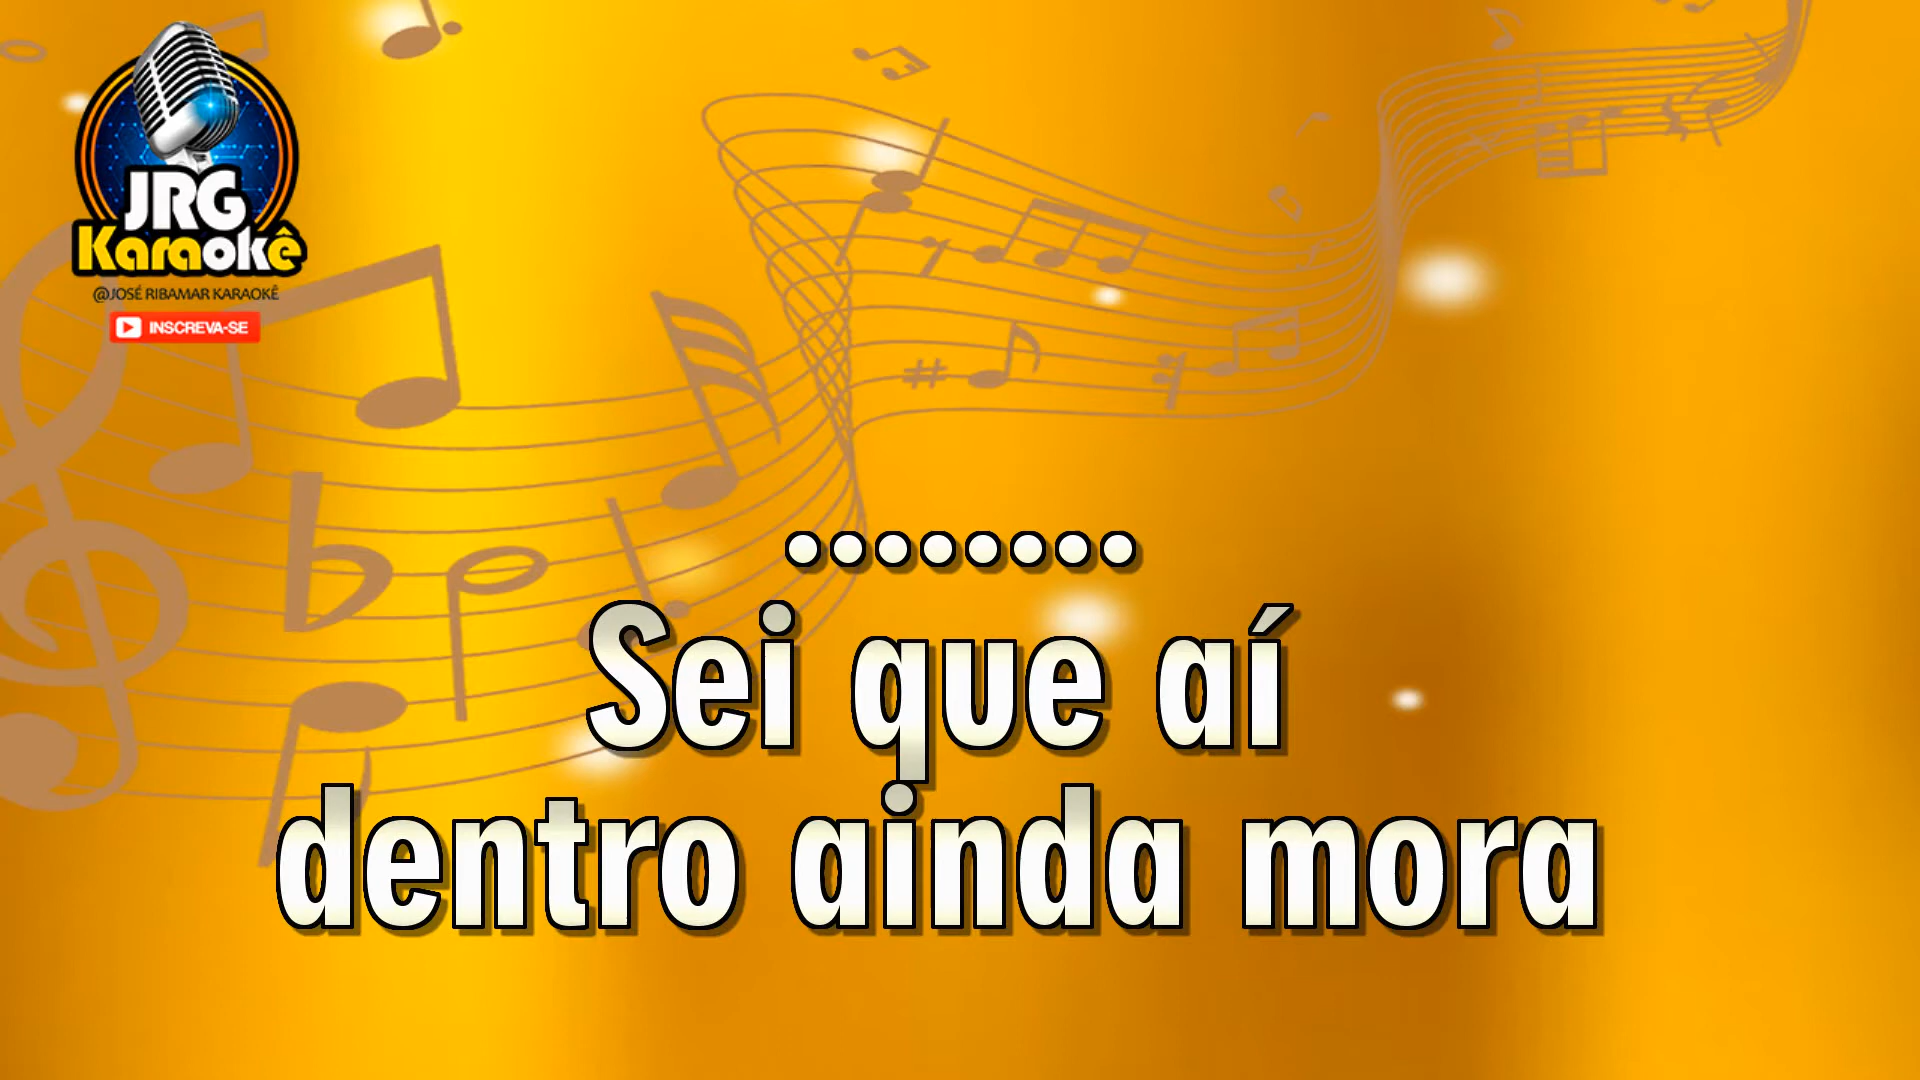 JRG
Karaokê
@JOSÉ RIBAMAR KARAOKÊ
INSCREVA-SE
........
Sei que aí
dentro ainda mora